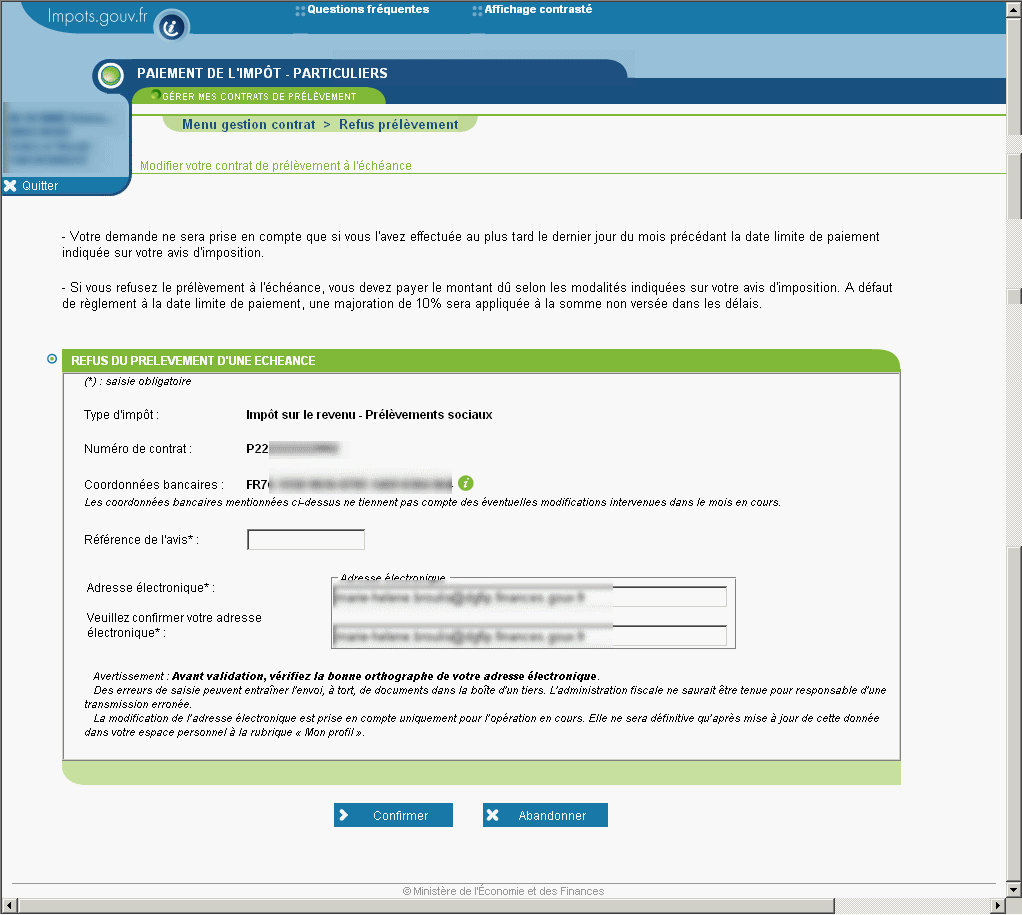 Impots.gouv.fr
Questions fréquentes
Affichage contrasté
PAIEMENT DE L'IMPÔT - PARTICULIERS
GÉRER MES CONTRATS DE PRÉLÈVEMENT
Menu gestion contrat > Refus prélèvement
Modifier votre contrat de prélèvement à l'échéance
Quitter
- Votre demande ne sera prise en compte que si vous l'avez effectuée au plus tard le dernier jour du mois précédant la date limite de paiement
indiquée sur votre avis d'imposition.
- Si vous refusez le prélèvement à l'échéance, vous devez payer le montant dû selon les modalités indiquées sur votre avis d'imposition. A défaut
de règlement à la date limite de paiement, une majoration de 10% sera appliquée à la somme non versée dans les délais.
REFUS DU PRELEVEMENT D'UNE ECHEANCE
(*) : saisie obligatoire
Type d'impôt : Impôt sur le revenu - Prélèvements sociaux
Numéro de contrat : P22
Coordonnées bancaires : FR76
Les coordonnées bancaires mentionnées ci-dessus ne tiennent pas compte des éventuelles modifications intervenues dans le mois en cours.
Référence de l'avis* :
Adresse électronique
Adresse électronique* :
Veuillez confirmer votre adresse
électronique* :
Avertissement : Avant validation, vérifiez la bonne orthographe de votre adresse électronique.
Des erreurs de saisie peuvent entraîner l'envoi, à tort, de documents dans la boîte d'un tiers. L'administration fiscale ne saurait être tenue pour responsable d'une
transmission erronée.
La modification de l'adresse électronique est prise en compte uniquement pour l'opération en cours. Elle ne sera définitive qu'après mise à jour de cette donnée
dans votre espace personnel à la rubrique « Mon profil ».
Confirmer
Abandonner
© Ministère de l'Économie et des Finances